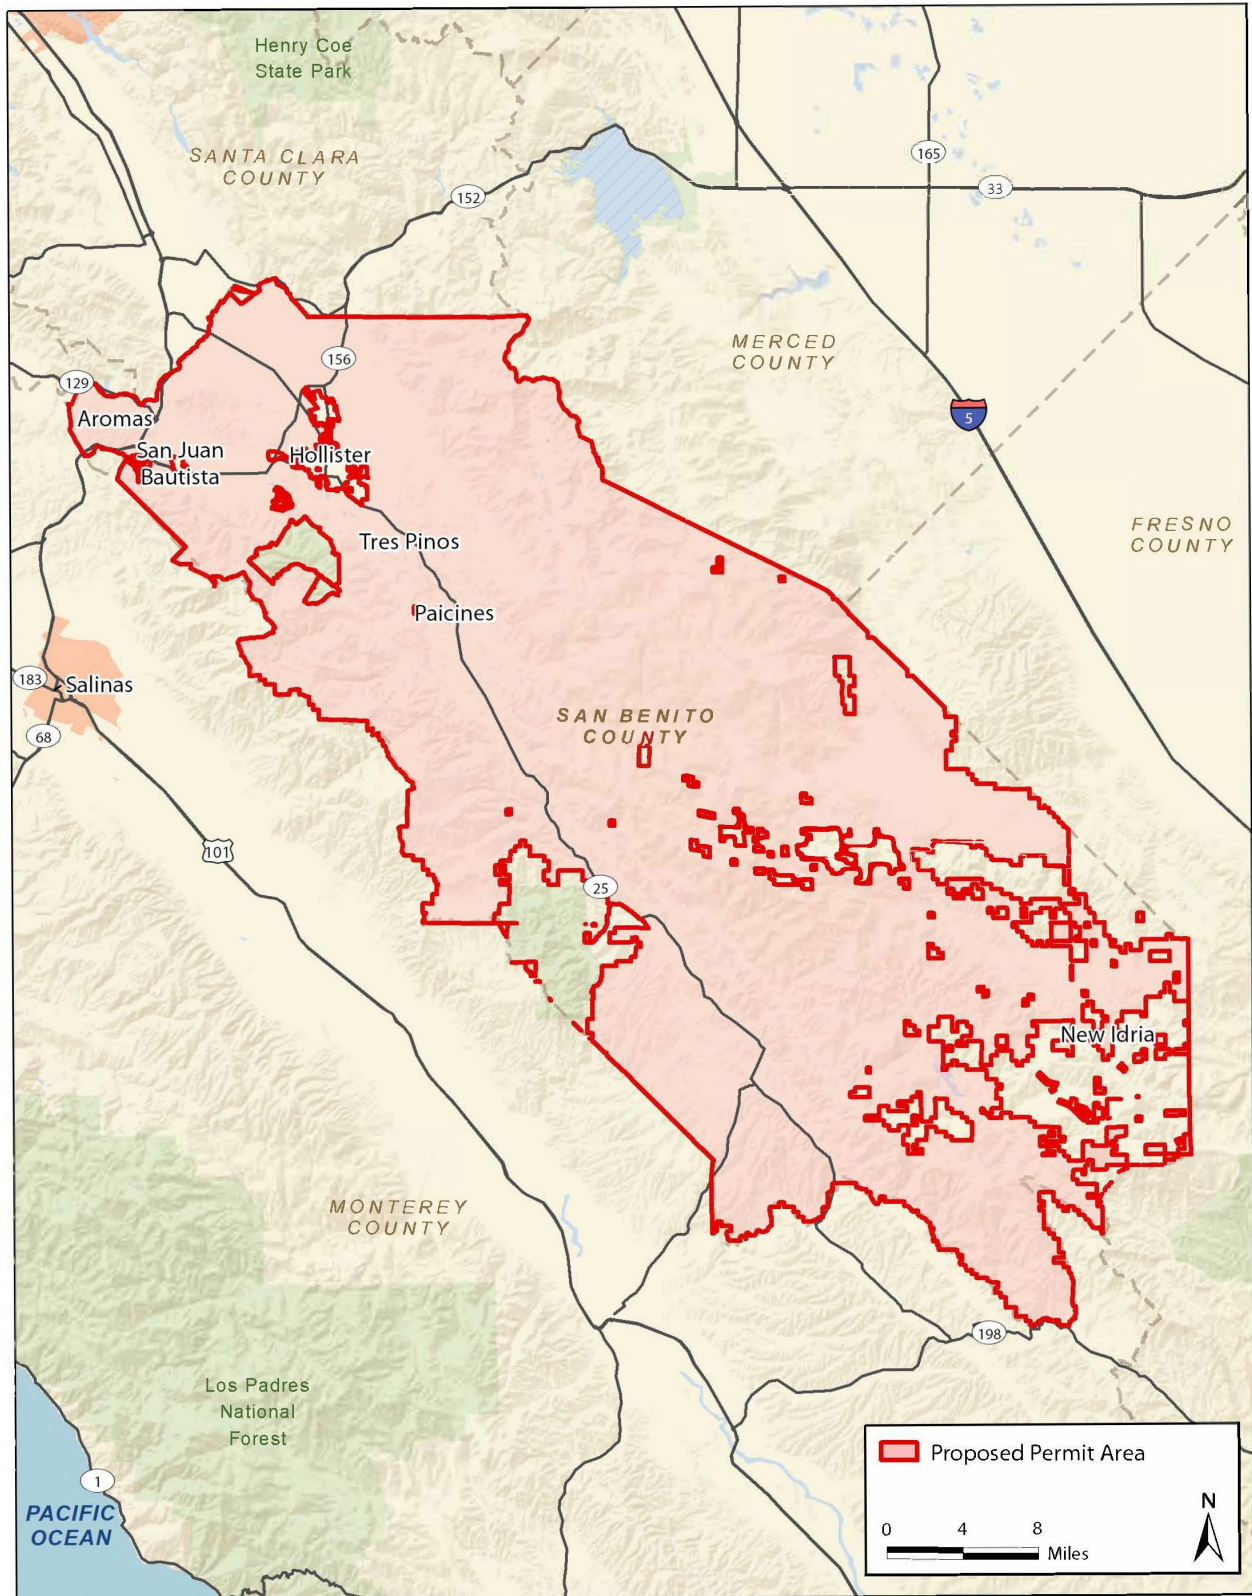 Henry Coe
State Park
SANTA CLARA
COUNTY
152
165
33
156
MERCED
COUNTY
129
Aromas
5
San Juan
Bautista
Hollister
FRESNO
COUNTY
Tres Pinos
Paicines
183
Salinas
SAN BENITO
COUNTY
68
101
25
New Idria
MONTEREY
COUNTY
198
Los Padres
National
Forest
1
PACIFIC
OCEAN
Proposed Permit Area
N
0 4 8
Miles